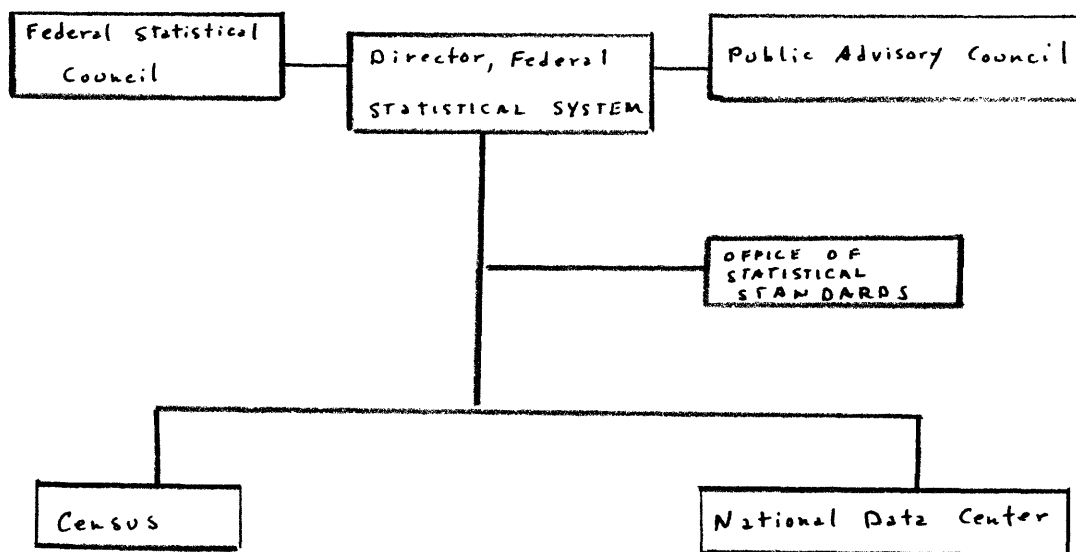 Federal Statistical
Council
Director, Federal
STATISTICAL SYSTEM
Public Advisory Council
OFFICE OF
STATISTICAL
STANDARDS
Census
National Data Center